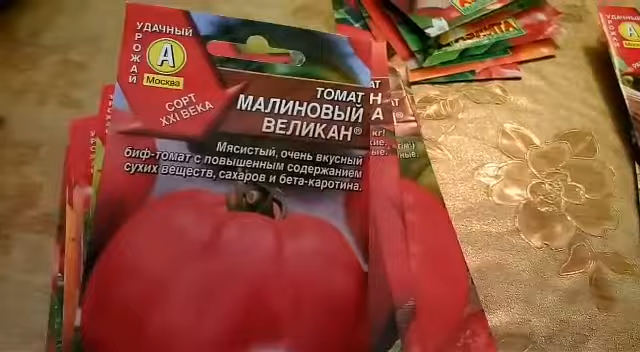 УДАЧНЫЙ
УРОЖАЙ
А
Москва
СОРТ
XXI ВЕКА
ТОМАТ
МАЛИНОВЫЙ
ВЕЛИКАН®
Мясистый, очень вкусный
биф-томат с повышенным содержанием
сухих веществ, сахаров и бета-каротина.